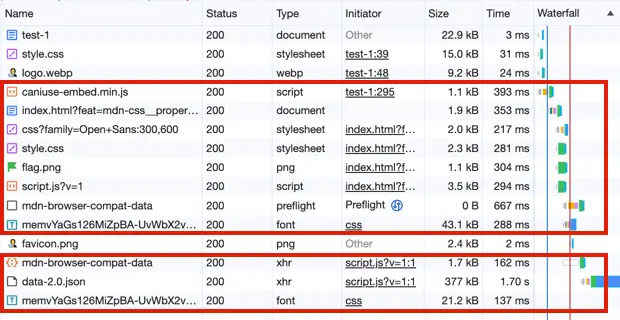 Name Status Type Initiator Size Time Waterfall
test-1 200 document Other 22.9 kB 3 ms
style.css 200 stylesheet test-1:39 15.0 kB 31 ms
logo.webp 200 webp test-1:48 9.2 kB 24 ms
caniuse-embed.min.js 200 script test-1:295 1.1 kB 393 ms
index.html?feat=mdn-css__proper... 200 document 1.9 kB 353 ms
css?family=Open+Sans:300,600 200 stylesheet index.html?f... 2.0 kB 217 ms
style.css 200 stylesheet index.html?f... 2.3 kB 281 ms
flag.png 200 png index.html?f... 1.1 kB 304 ms
script.js?v=1 200 script index.html?f... 3.5 kB 294 ms
mdn-browser-compat-data 200 preflight Preflight 0 B 667 ms
memvYaGs126MiZpBA-UvWbX2v... 200 font css 43.1 kB 288 ms
favicon.png 200 png Other 2.4 kB 2 ms
mdn-browser-compat-data 200 xhr script.js?v=1:1 1.7 kB 162 ms
data-2.0.json 200 xhr script.js?v=1:1 377 kB 1.70 s
memvYaGs126MiZpBA-UvWbX2v... 200 font css 21.2 kB 137 ms